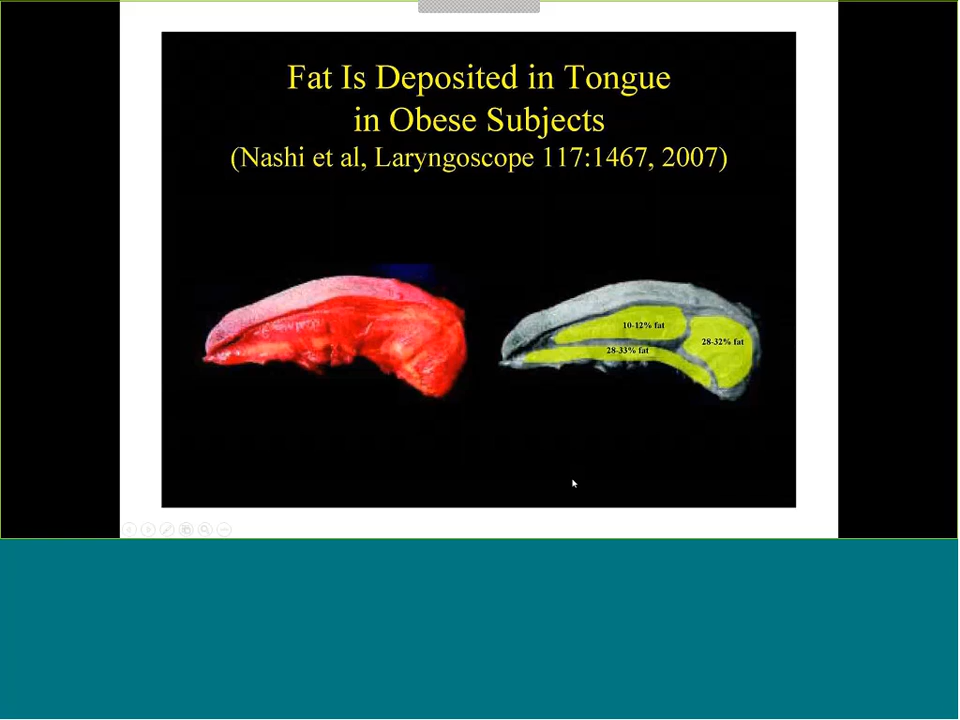 Fat Is Deposited in Tongue
in Obese Subjects
(Nashi et al, Laryngoscope 117:1467, 2007)
10-12% fat
28-32% fat
28-33% fat